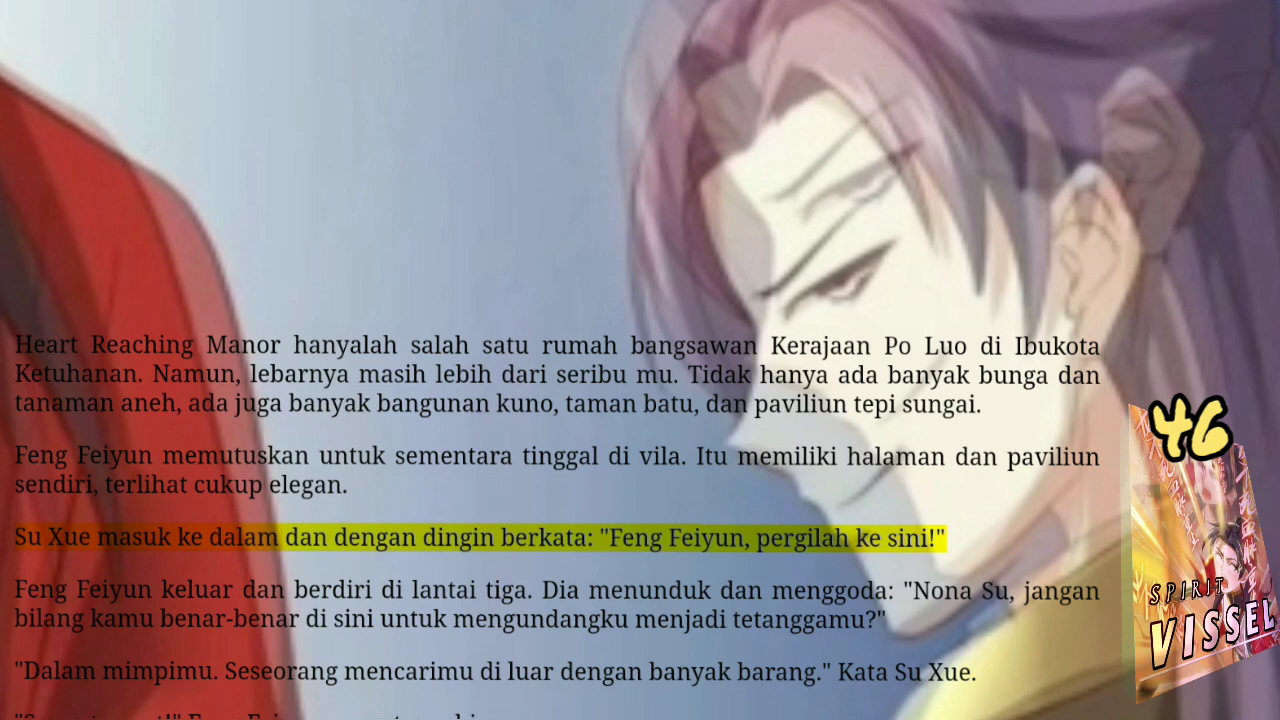 Heart Reaching Manor hanyalah salah satu rumah bangsawan Kerajaan Po Luo di Ibukota
Ketuhanan. Namun, lebarnya masih lebih dari seribu mu. Tidak hanya ada banyak bunga dan
tanaman aneh, ada juga banyak bangunan kuno, taman batu, dan paviliun tepi sungai.
Feng Feiyun memutuskan untuk sementara tinggal di vila. Itu memiliki halaman dan paviliun
sendiri, terlihat cukup elegan.
Su Xue masuk ke dalam dan dengan dingin berkata: "Feng Feiyun, pergilah ke sini!"
Feng Feiyun keluar dan berdiri di lantai tiga. Dia menunduk dan menggoda: "Nona Su, jangan
bilang kamu benar-benar di sini untuk mengundangku menjadi tetanggamu?"
"Dalam mimpimu. Seseorang mencarimu di luar dengan banyak barang." Kata Su Xue.
46
SPIRIT
VISSEL